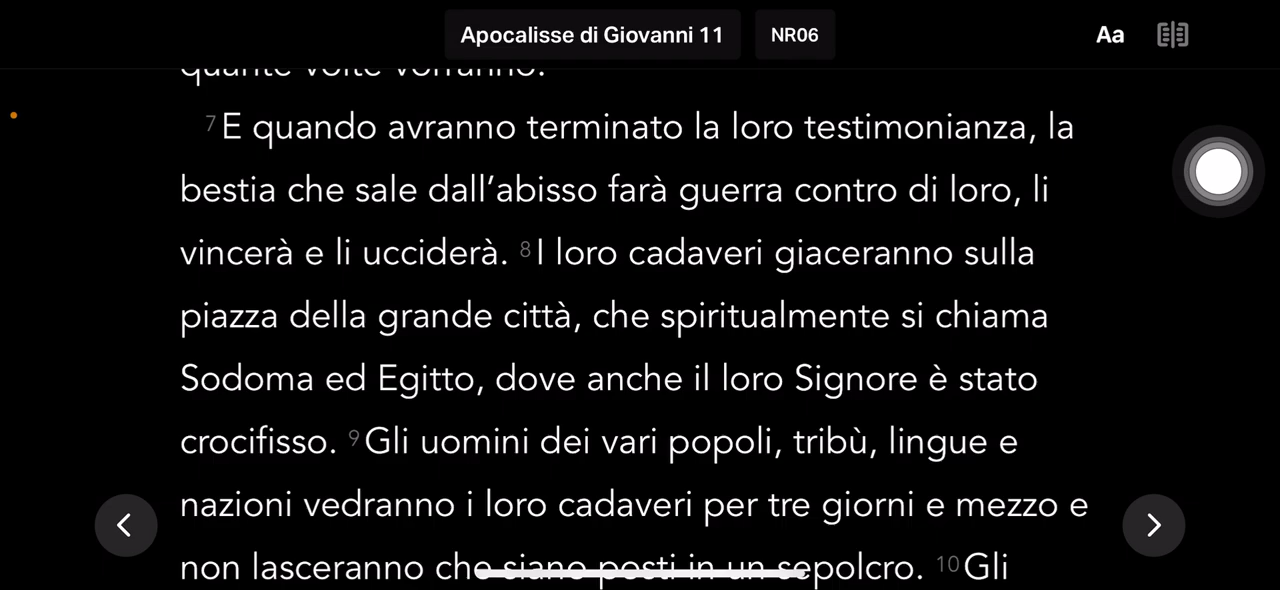 Apocalisse di Giovanni 11 NR06 Aa
quante volte vorranno.
7 E quando avranno terminato la loro testimonianza, la
bestia che sale dall’abisso farà guerra contro di loro, li
vincerà e li ucciderà. 8 I loro cadaveri giaceranno sulla
piazza della grande città, che spiritualmente si chiama
Sodoma ed Egitto, dove anche il loro Signore è stato
crocifisso. 9 Gli uomini dei vari popoli, tribù, lingue e
nazioni vedranno i loro cadaveri per tre giorni e mezzo e
non lasceranno che siano posti in un sepolcro. 10 Gli